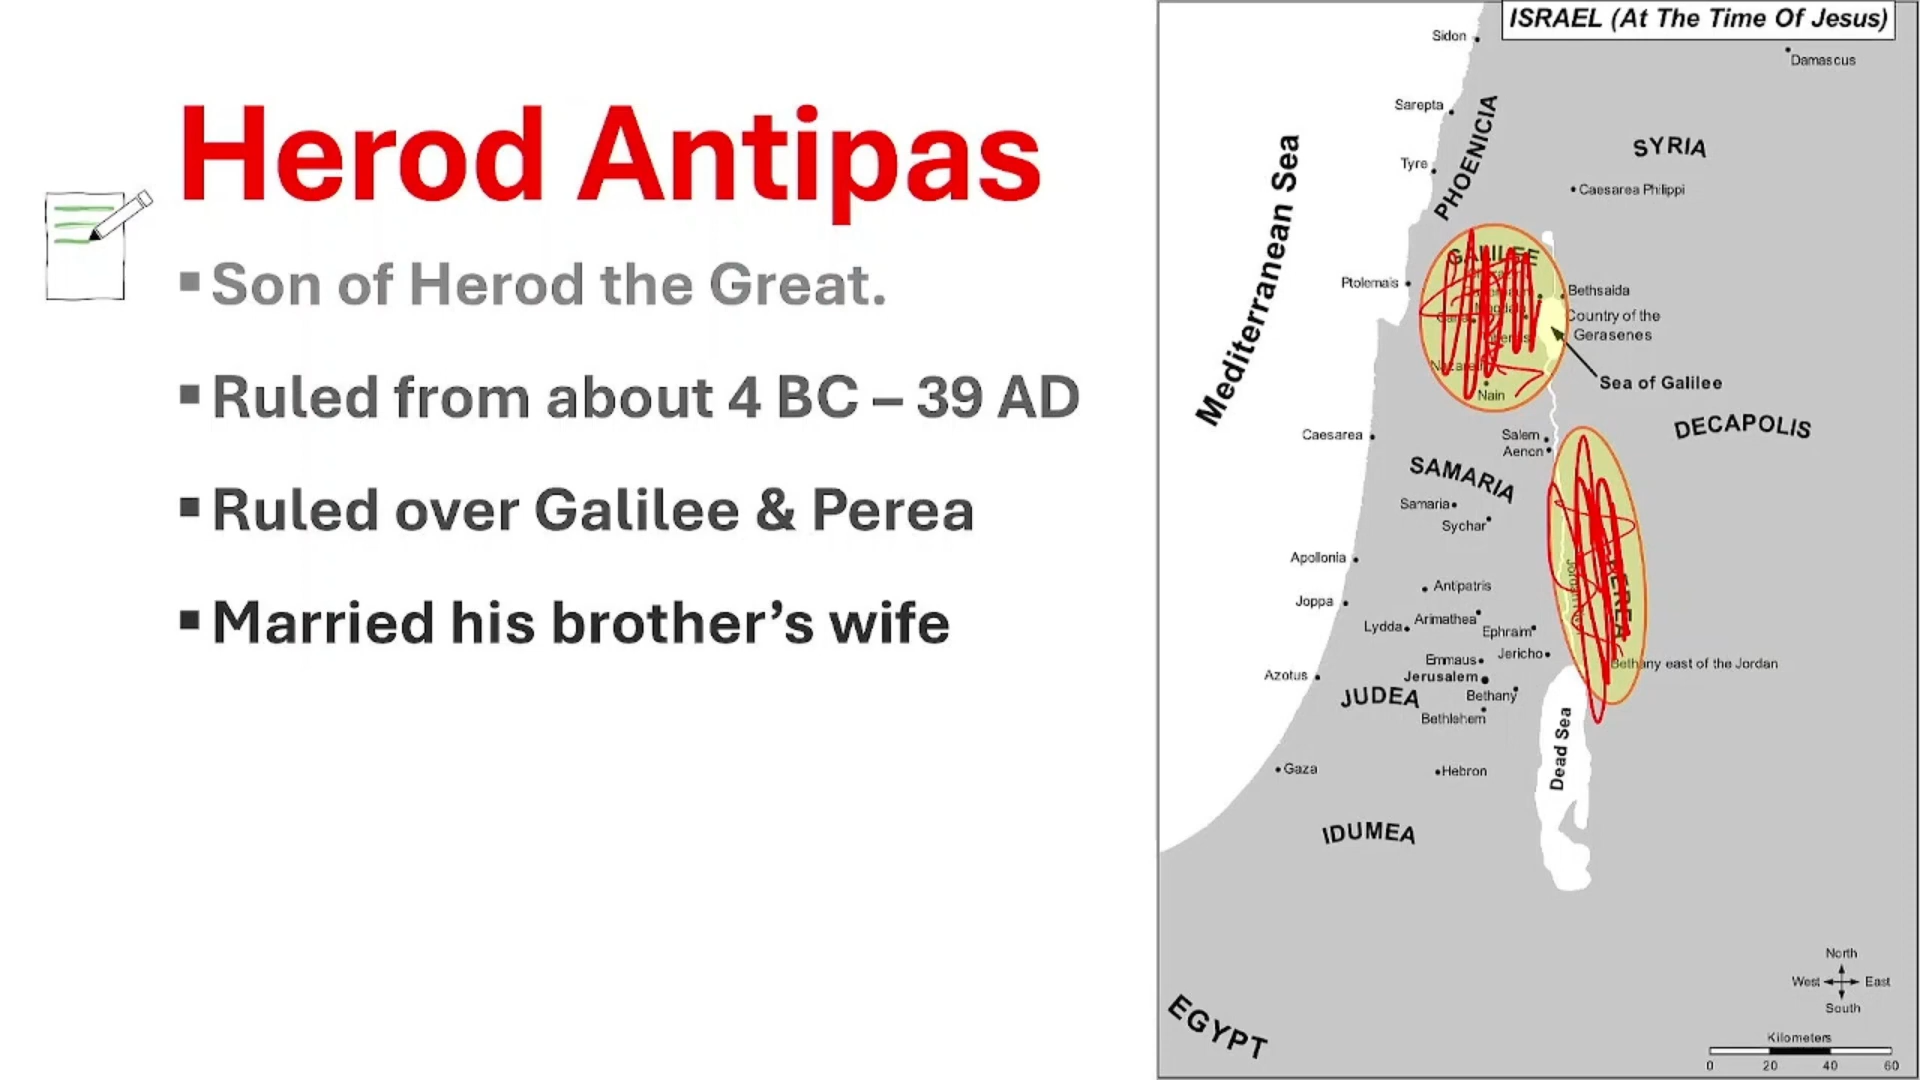 Herod Antipas
Son of Herod the Great.
Ruled from about 4 BC – 39 AD
Ruled over Galilee & Perea
Married his brother’s wife
ISRAEL (At The Time Of Jesus)
Sidon
Damascus
Sarepta
PHOENICIA
SYRIA
Tyre
Caesarea Philippi
Mediterranean Sea
GALILEE
Ptolemais
Bethsaida
Country of the
Gerasenes
Sea of Galilee
Nain
DECAPOLIS
Caesarea
Salem
Aenon
SAMARIA
Samaria
Sychar
Apollonia
Antipatris
Joppa
Arimathea
Lydda
Ephraim
PEREA
Jericho
Emmaus
Bethany east of the Jordan
Azotus
Jerusalem
JUDEA
Bethany
Bethlehem
Dead Sea
Gaza
Hebron
IDUMEA
EGYPT
North
West
East
South
Kilometers
0 20 40 60